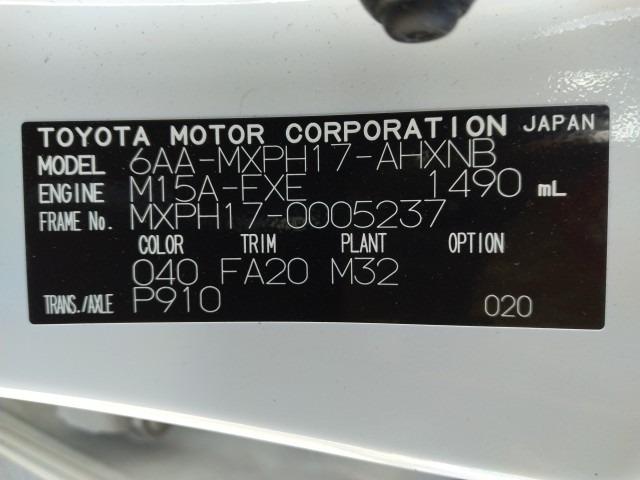 TOYOTA MOTOR CORPORATION JAPAN
MODEL 6AA-MXPH17-AHXNB
ENGINE M15A-FXE 1490 mL
FRAME No. MXPH17-0005237
COLOR TRIM PLANT OPTION
040 FA20 M32
TRANS./AXLE P910 020